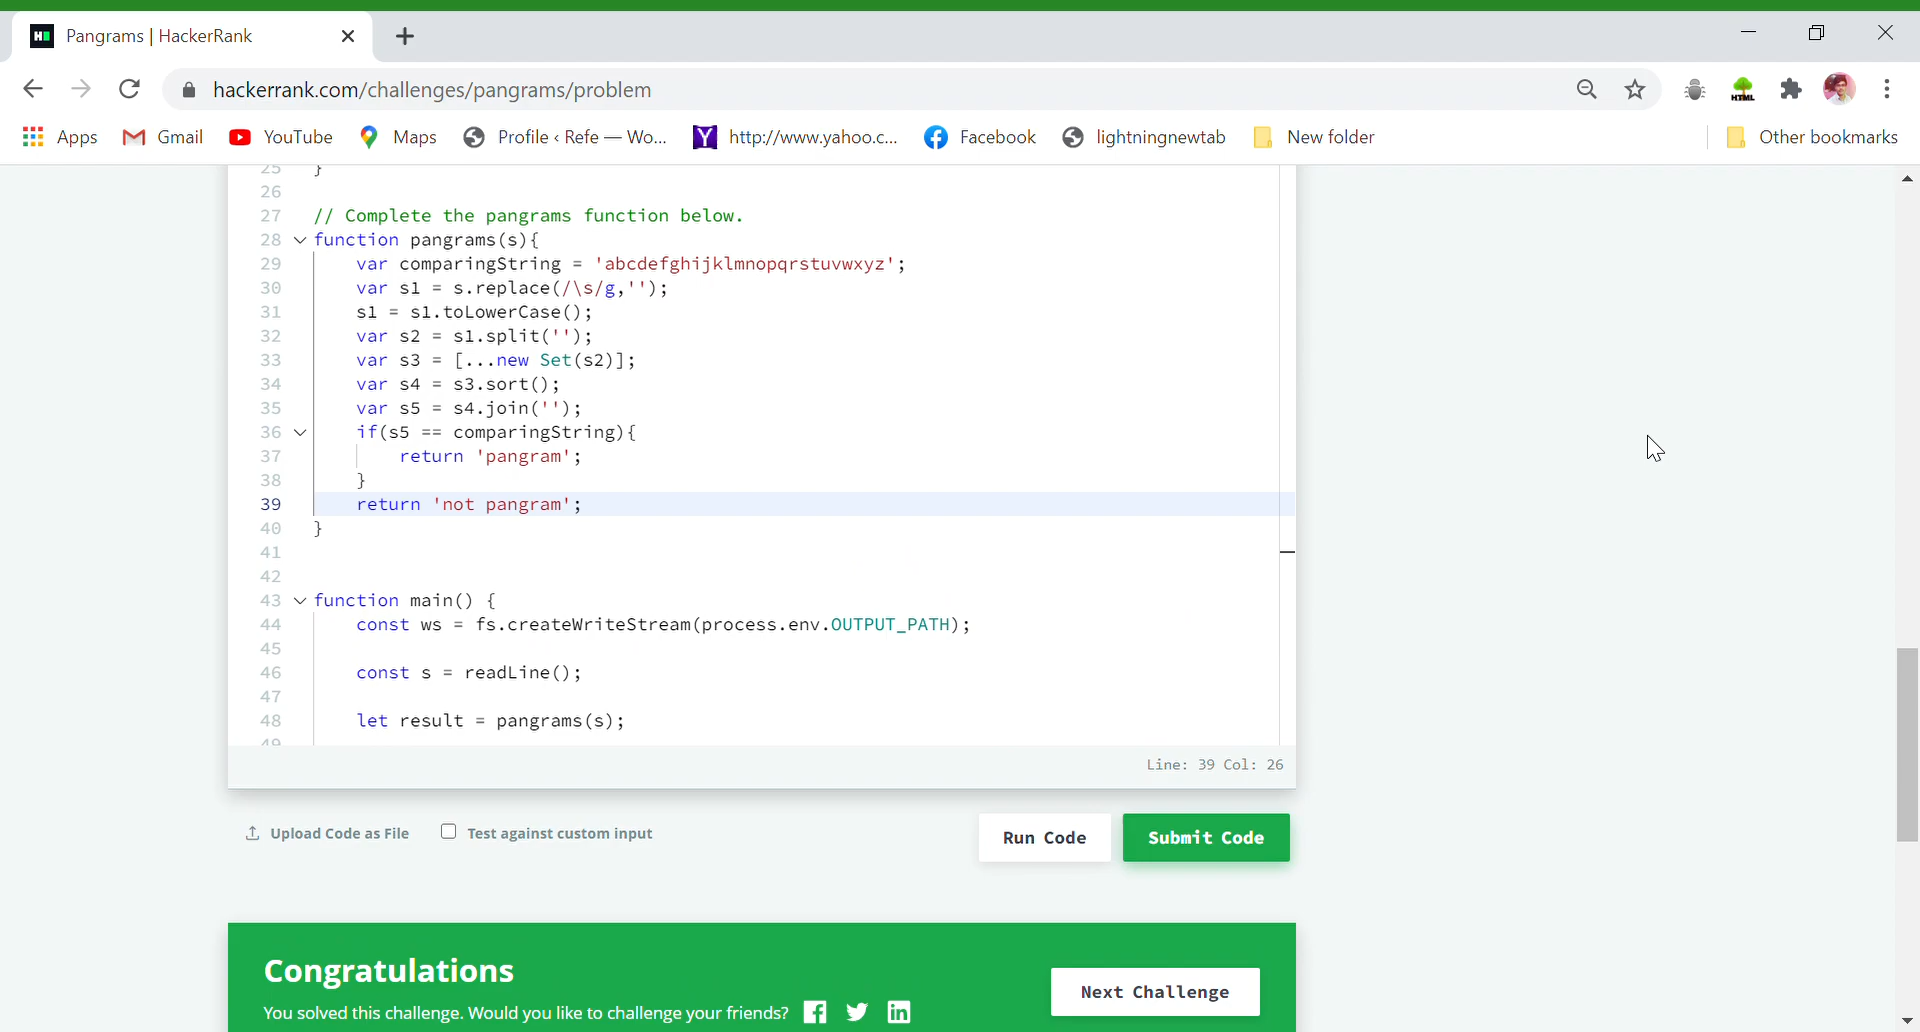 Pangrams | HackerRank
hackerrank.com/challenges/pangrams/problem
Apps Gmail YouTube Maps Profile ‹ Refe — Wo... http://www.yahoo.c... Facebook lightningnewtab New folder Other bookmarks
25 }
26
27 // Complete the pangrams function below.
28 function pangrams(s){
29 var comparingString = 'abcdefghijklmnopqrstuvwxyz';
30 var s1 = s.replace(/\s/g,'');
31 s1 = s1.toLowerCase();
32 var s2 = s1.split('');
33 var s3 = [...new Set(s2)];
34 var s4 = s3.sort();
35 var s5 = s4.join('');
36 if(s5 == comparingString){
37 return 'pangram';
38 }
39 return 'not pangram';
40 }
41
42
43 function main() {
44 const ws = fs.createWriteStream(process.env.OUTPUT_PATH);
45
46 const s = readLine();
47
48 let result = pangrams(s);
49
Line: 39 Col: 26
Upload Code as File Test against custom input Run Code Submit Code
Congratulations
You solved this challenge. Would you like to challenge your friends?
Next Challenge